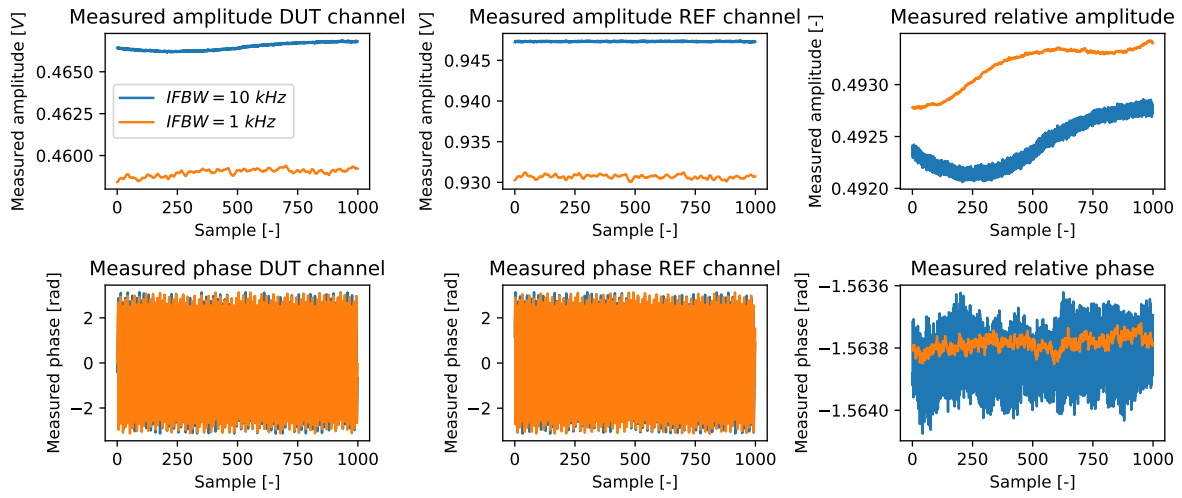 Measured amplitude DUT channel
Measured amplitude [V]
0.4650
0.4625
0.4600
IFBW = 10 kHz
IFBW = 1 kHz
0 250 500 750 1000
Sample [-]
Measured amplitude REF channel
Measured amplitude [V]
0.945
0.940
0.935
0.930
0 250 500 750 1000
Sample [-]
Measured relative amplitude
Measured amplitude [-]
0.4930
0.4925
0.4920
0 250 500 750 1000
Sample [-]
Measured phase DUT channel
Measured phase [rad]
2
0
−2
0 250 500 750 1000
Sample [-]
Measured phase REF channel
Measured phase [rad]
2
0
−2
0 250 500 750 1000
Sample [-]
Measured relative phase
Measured phase [rad]
−1.5636
−1.5638
−1.5640
0 250 500 750 1000
Sample [-]